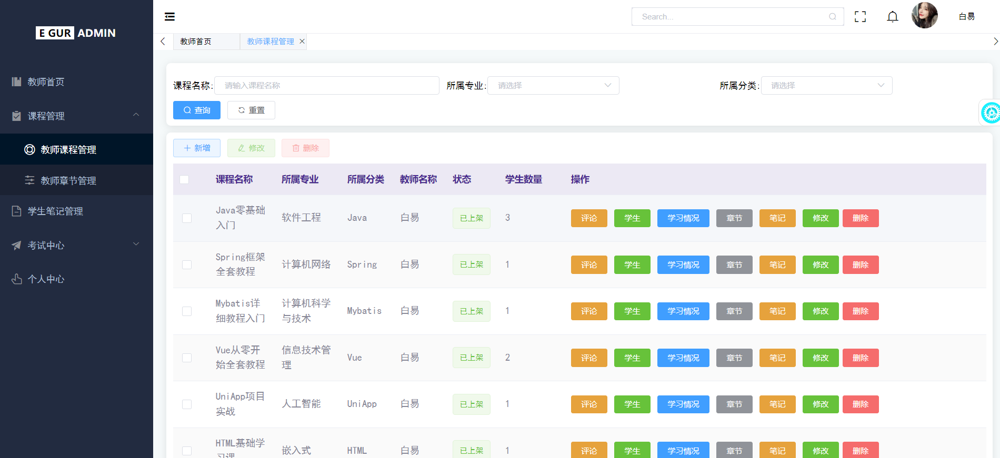 E GUR ADMIN
Search...
白易
教师首页
教师课程管理
教师首页
课程管理
教师课程管理
教师章节管理
学生笔记管理
考试中心
个人中心
课程名称: 请输入课程名称 所属专业: 请选择 所属分类: 请选择
查询 重置
新增 修改 删除
课程名称 所属专业 所属分类 教师名称 状态 学生数量 操作
Java零基础
入门
软件工程 Java 白易 已上架 3 评论 学生 学习情况 章节 笔记 修改 删除
Spring框架
全套教程
计算机网络 Spring 白易 已上架 1 评论 学生 学习情况 章节 笔记 修改 删除
Mybatis详
细教程入门
计算机科学
与技术
Mybatis 白易 已上架 1 评论 学生 学习情况 章节 笔记 修改 删除
Vue从零开
始全套教程
信息技术管
理
Vue 白易 已上架 2 评论 学生 学习情况 章节 笔记 修改 删除
UniApp项目
实战
人工智能 UniApp 白易 已上架 1 评论 学生 学习情况 章节 笔记 修改 删除
HTML基础学
习课
嵌入式 HTML 白易 已上架 1 评论 学生 学习情况 章节 笔记 修改 删除